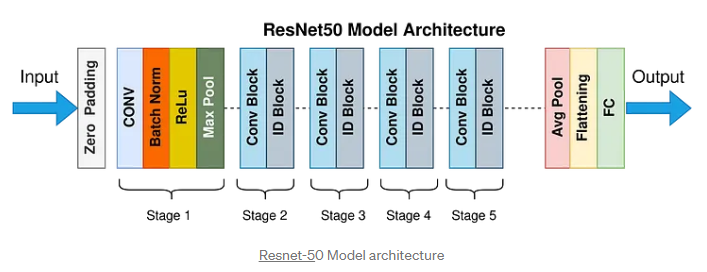 ResNet50 Model Architecture
Input
Zero Padding
CONV
Batch Norm
ReLu
Max Pool
Conv Block
ID Block
Conv Block
ID Block
Conv Block
ID Block
Conv Block
ID Block
Avg Pool
Flattening
FC
Output
Stage 1
Stage 2
Stage 3
Stage 4
Stage 5
Resnet-50 Model architecture